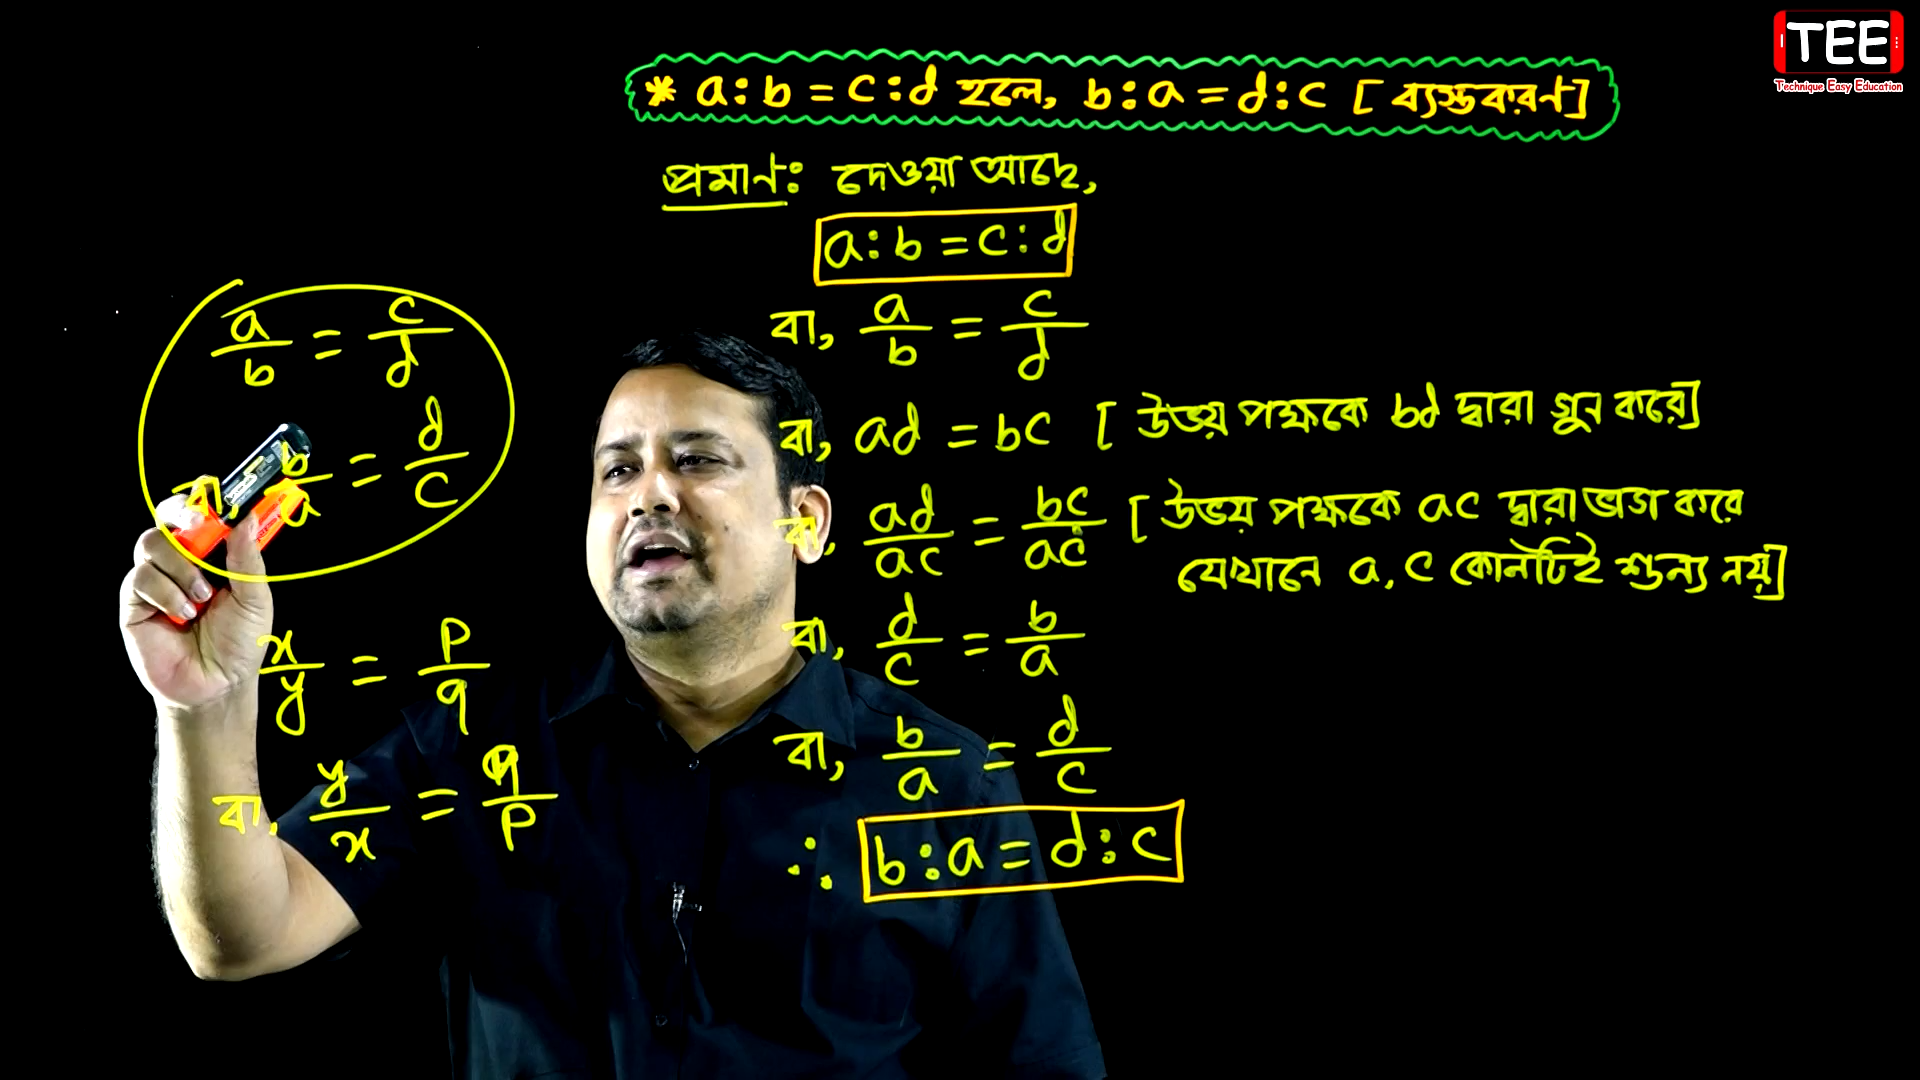 TEE
Technique Easy Education
* a : b = c : d হলে, b : a = d : c [ ব্যস্তকরণ ]
প্রমাণ : দেওয়া আছে,
a : b = c : d
বা, a/b = c/d
বা, ad = bc [ উভয় পক্ষকে bd দ্বারা গুন করে ]
বা, ad/ac = bc/ac [ উভয় পক্ষকে ac দ্বারা ভাগ করে
যেখানে a, c কোনটিই শুন্য নয় ]
বা, d/c = b/a
বা, b/a = d/c
∴ b : a = d : c
a/b = c/d
বা, b/a = d/c
x/y = p/q
বা, y/x = q/p